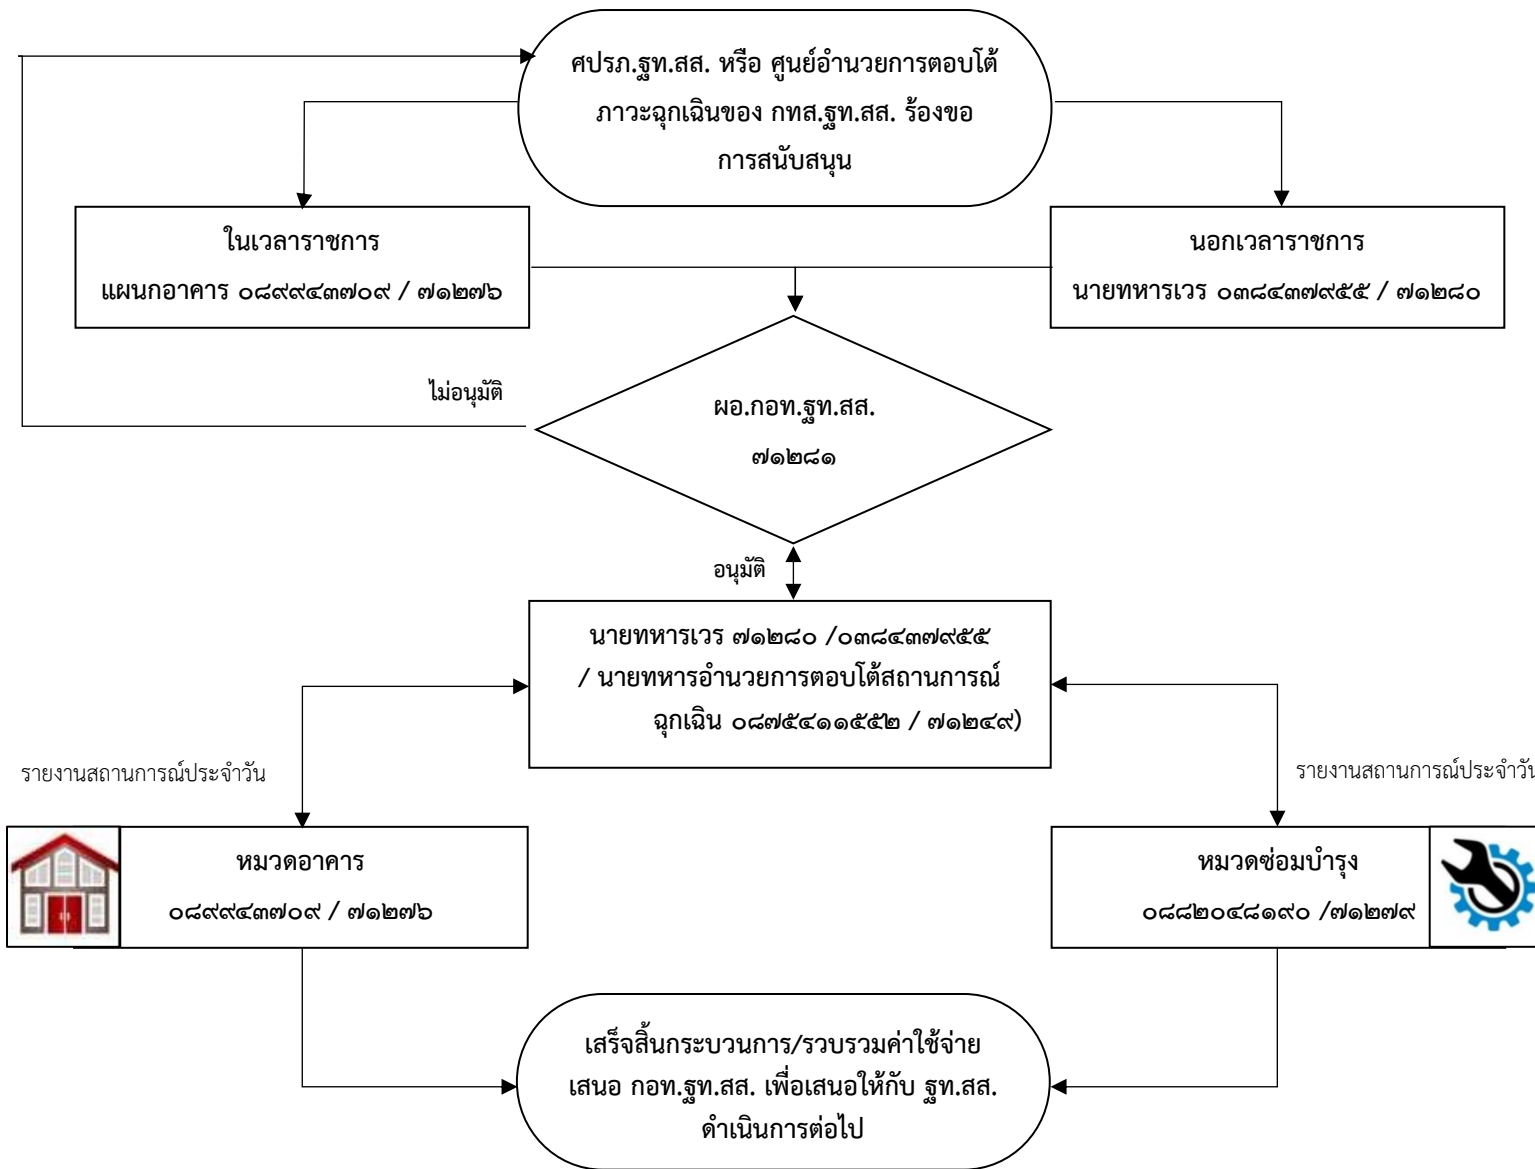 ศปรภ.ฐท.สส. หรือ ศูนย์อำนวยการตอบโต้
ภาวะฉุกเฉินของ กทส.ฐท.สส. ร้องขอ
การสนับสนุน
ในเวลาราชการ
แผนกอาคาร ๐๘๙๙๔๓๗๐๙ / ๗๑๒๗๖
นอกเวลาราชการ
นายทหารเวร ๐๓๘๔๓๗๙๕๕ / ๗๑๒๘๐
ไม่อนุมัติ
ผอ.กอท.ฐท.สส.
๗๑๒๘๑
อนุมัติ
นายทหารเวร ๗๑๒๘๐ /๐๓๘๔๓๗๙๕๕
/ นายทหารอำนวยการตอบโต้สถานการณ์
ฉุกเฉิน ๐๘๗๕๔๑๑๕๕๒ / ๗๑๒๔๙)
รายงานสถานการณ์ประจำวัน
รายงานสถานการณ์ประจำวัน
หมวดอาคาร
๐๘๙๙๔๓๗๐๙ / ๗๑๒๗๖
หมวดซ่อมบำรุง
๐๘๘๒๐๔๘๑๙๐ /๗๑๒๗๙
เสร็จสิ้นกระบวนการ/รวบรวมค่าใช้จ่าย
เสนอ กอท.ฐท.สส. เพื่อเสนอให้กับ ฐท.สส.
ดำเนินการต่อไป